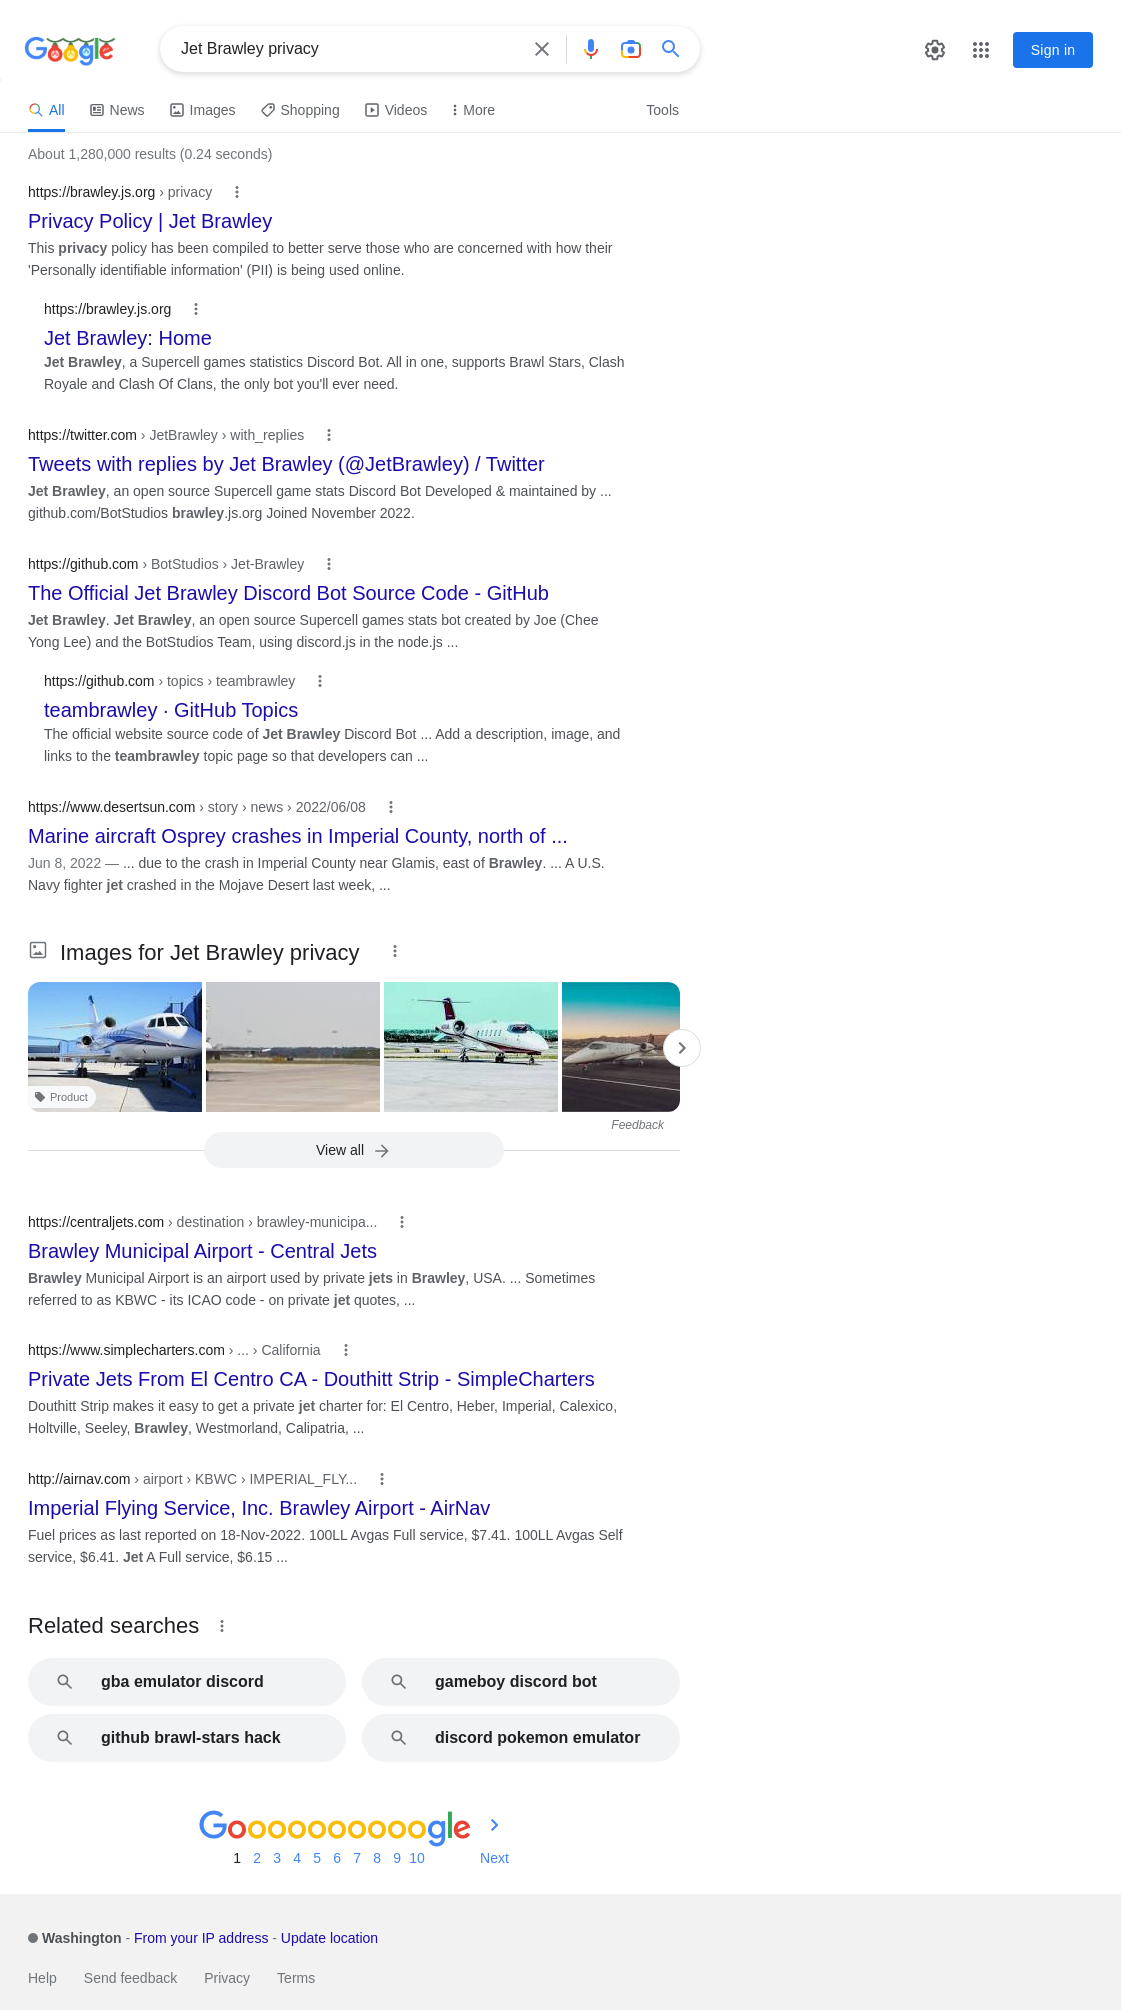 Google
Jet Brawley privacy
Sign in
All
News
Images
Shopping
Videos
More
Tools
About 1,280,000 results (0.24 seconds)
https://brawley.js.org › privacy
Privacy Policy | Jet Brawley
This privacy policy has been compiled to better serve those who are concerned with how their
'Personally identifiable information' (PII) is being used online.
https://brawley.js.org
Jet Brawley: Home
Jet Brawley, a Supercell games statistics Discord Bot. All in one, supports Brawl Stars, Clash
Royale and Clash Of Clans, the only bot you'll ever need.
https://twitter.com › JetBrawley › with_replies
Tweets with replies by Jet Brawley (@JetBrawley) / Twitter
Jet Brawley, an open source Supercell game stats Discord Bot Developed & maintained by ...
github.com/BotStudios brawley.js.org Joined November 2022.
https://github.com › BotStudios › Jet-Brawley
The Official Jet Brawley Discord Bot Source Code - GitHub
Jet Brawley. Jet Brawley, an open source Supercell games stats bot created by Joe (Chee
Yong Lee) and the BotStudios Team, using discord.js in the node.js ...
https://github.com › topics › teambrawley
teambrawley · GitHub Topics
The official website source code of Jet Brawley Discord Bot ... Add a description, image, and
links to the teambrawley topic page so that developers can ...
https://www.desertsun.com › story › news › 2022/06/08
Marine aircraft Osprey crashes in Imperial County, north of ...
Jun 8, 2022 — ... due to the crash in Imperial County near Glamis, east of Brawley. ... A U.S.
Navy fighter jet crashed in the Mojave Desert last week, ...
Images for Jet Brawley privacy
Product
Feedback
View all
https://centraljets.com › destination › brawley-municipa...
Brawley Municipal Airport - Central Jets
Brawley Municipal Airport is an airport used by private jets in Brawley, USA. ... Sometimes
referred to as KBWC - its ICAO code - on private jet quotes, ...
https://www.simplecharters.com › ... › California
Private Jets From El Centro CA - Douthitt Strip - SimpleCharters
Douthitt Strip makes it easy to get a private jet charter for: El Centro, Heber, Imperial, Calexico,
Holtville, Seeley, Brawley, Westmorland, Calipatria, ...
http://airnav.com › airport › KBWC › IMPERIAL_FLY...
Imperial Flying Service, Inc. Brawley Airport - AirNav
Fuel prices as last reported on 18-Nov-2022. 100LL Avgas Full service, $7.41. 100LL Avgas Self
service, $6.41. Jet A Full service, $6.15 ...
Related searches
gba emulator discord
gameboy discord bot
github brawl-stars hack
discord pokemon emulator
Goooooooooogle
1 2 3 4 5 6 7 8 9 10 Next
Washington - From your IP address - Update location
Help Send feedback Privacy Terms